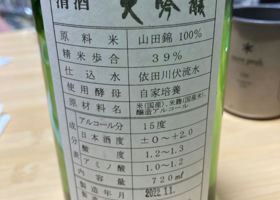 清酒 大吟醸
原料米 山田錦 100%
精米歩合 39%
仕込水 依田川伏流水
使用酵母 自家培養
原材料名 米(国産)、米麹(国産米)、
醸造アルコール
成分表
アルコール分 15度
日本酒度 ±0~+2.0
酸度 1.2~1.3
アミノ酸 1.0~1.2
内容量 720ml
製造年月 2022.11.